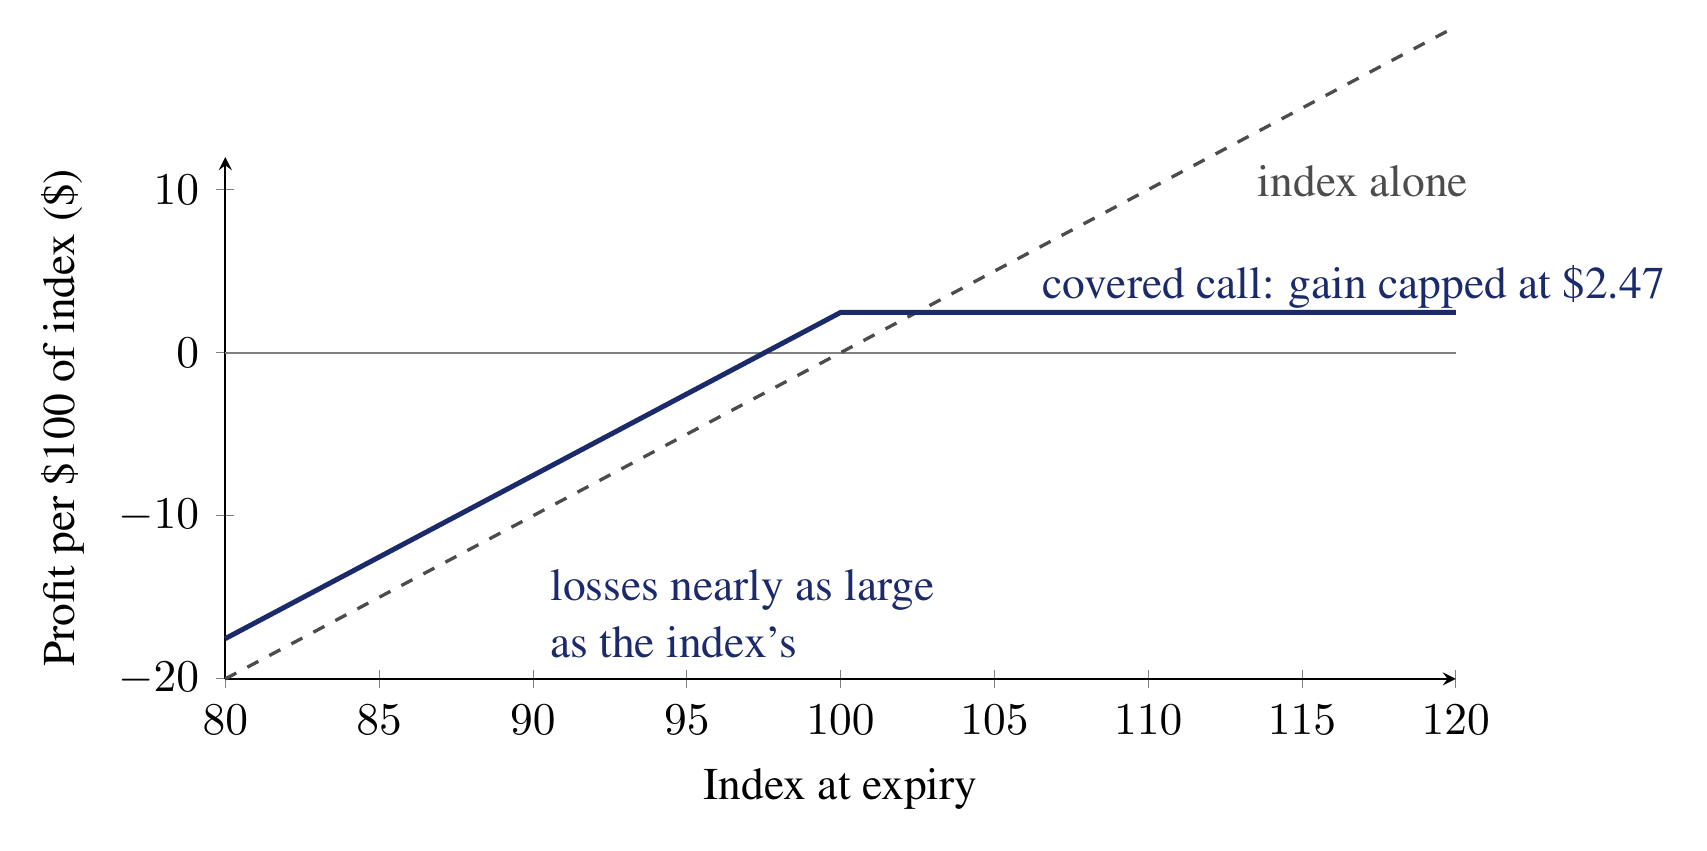 index alone
10
covered call: gain capped at $2.47
0
−10
losses nearly as large
as the index’s
−20
80 85 90 95 100 105 110 115 120
Index at expiry
Profit per $100 of index ($)